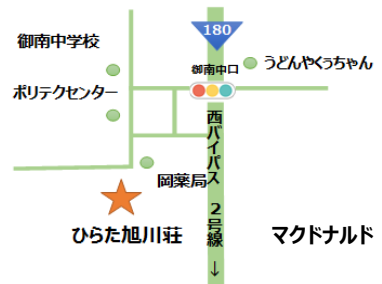 180
御南中学校
御南中口
うどんやくぅちゃん
ポリテクセンター
西バイパス 2号線 →
岡薬局
ひらた旭川荘
マクドナルド